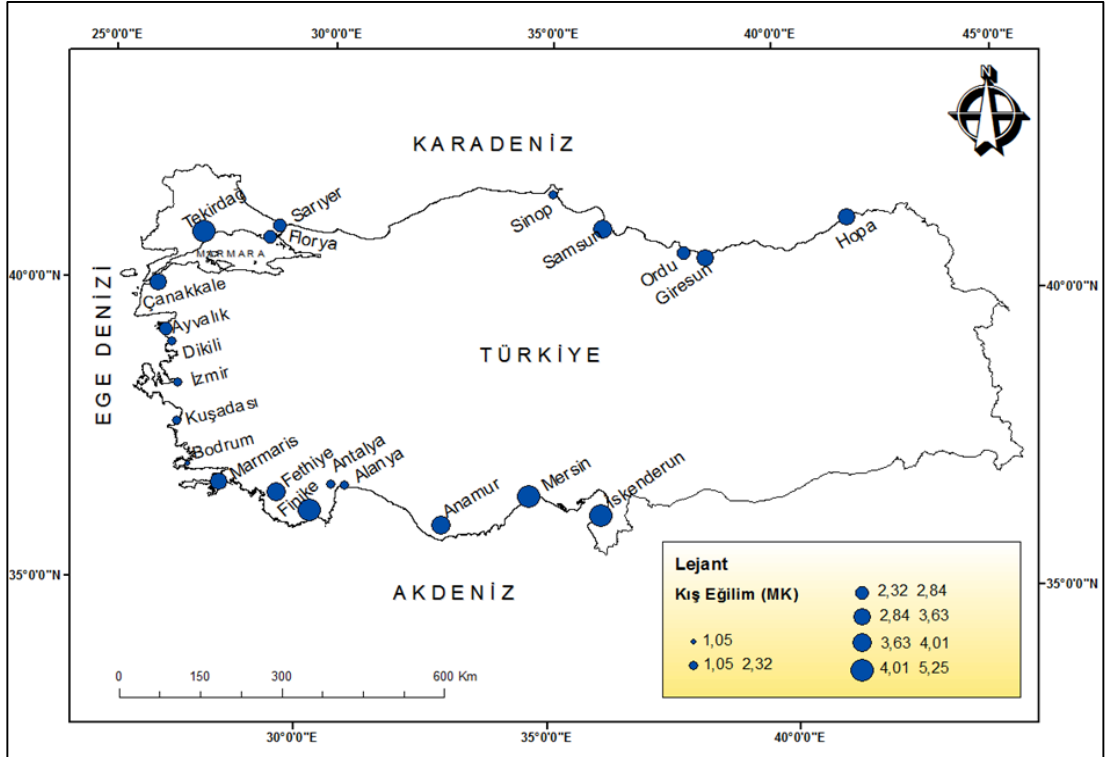 25°0'0"E 30°0'0"E 35°0'0"E 40°0'0"E 45°0'0"E
N
KARADENİZ
Tekirdağ
Sarıyer
Florya
MARMARA
Sinop
Samsun
Ordu
Giresun
Hopa
40°0'0"N
40°0'0"N
EGE DENİZİ
Çanakkale
Ayvalık
Dikili
İzmir
Kuşadası
Bodrum
Marmaris
TÜRKİYE
Fethiye
Finike
Antalya
Alanya
Anamur
Mersin
İskenderun
35°0'0"N
35°0'0"N
AKDENİZ
Lejant
Kış Eğilim (MK)
1,05
1,05 2,32
2,32 2,84
2,84 3,63
3,63 4,01
4,01 5,25
0 150 300 600 Km
30°0'0"E 35°0'0"E 40°0'0"E